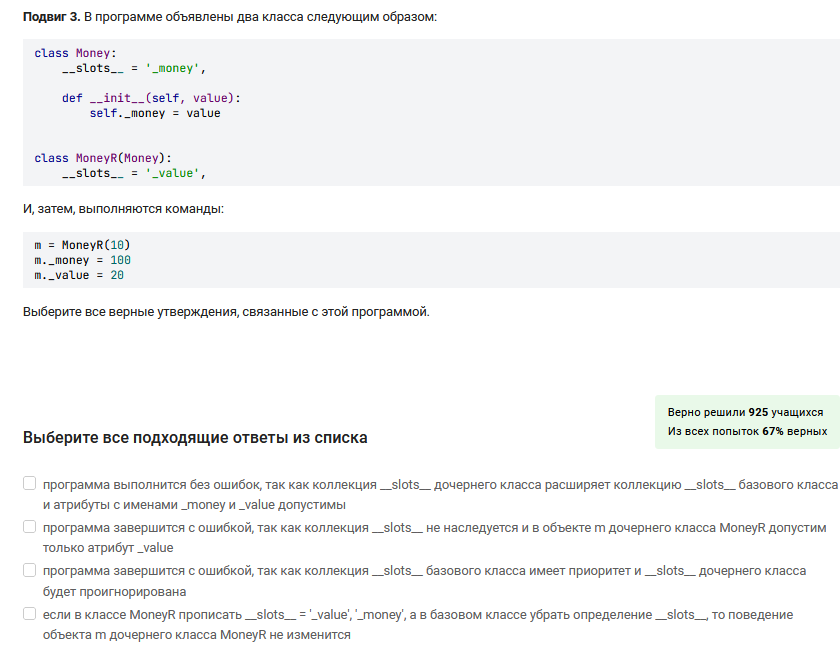 Подвиг 3. В программе объявлены два класса следующим образом:
class Money:
    __slots__ = '_money',
    def __init__(self, value):
        self._money = value
class MoneyR(Money):
    __slots__ = '_value',
И, затем, выполняются команды:
m = MoneyR(10)
m._money = 100
m._value = 20
Выберите все верные утверждения, связанные с этой программой.
Верно решили 925 учащихся
Из всех попыток 67% верных
Выберите все подходящие ответы из списка
программа выполнится без ошибок, так как коллекция __slots__ дочернего класса расширяет коллекцию __slots__ базового класса
и атрибуты с именами _money и _value допустимы
программа завершится с ошибкой, так как коллекция __slots__ не наследуется и в объекте m дочернего класса MoneyR допустим
только атрибут _value
программа завершится с ошибкой, так как коллекция __slots__ базового класса имеет приоритет и __slots__ дочернего класса
будет проигнорирована
если в классе MoneyR прописать __slots__ = '_value', '_money', а в базовом классе убрать определение __slots__, то поведение
объекта m дочернего класса MoneyR не изменится